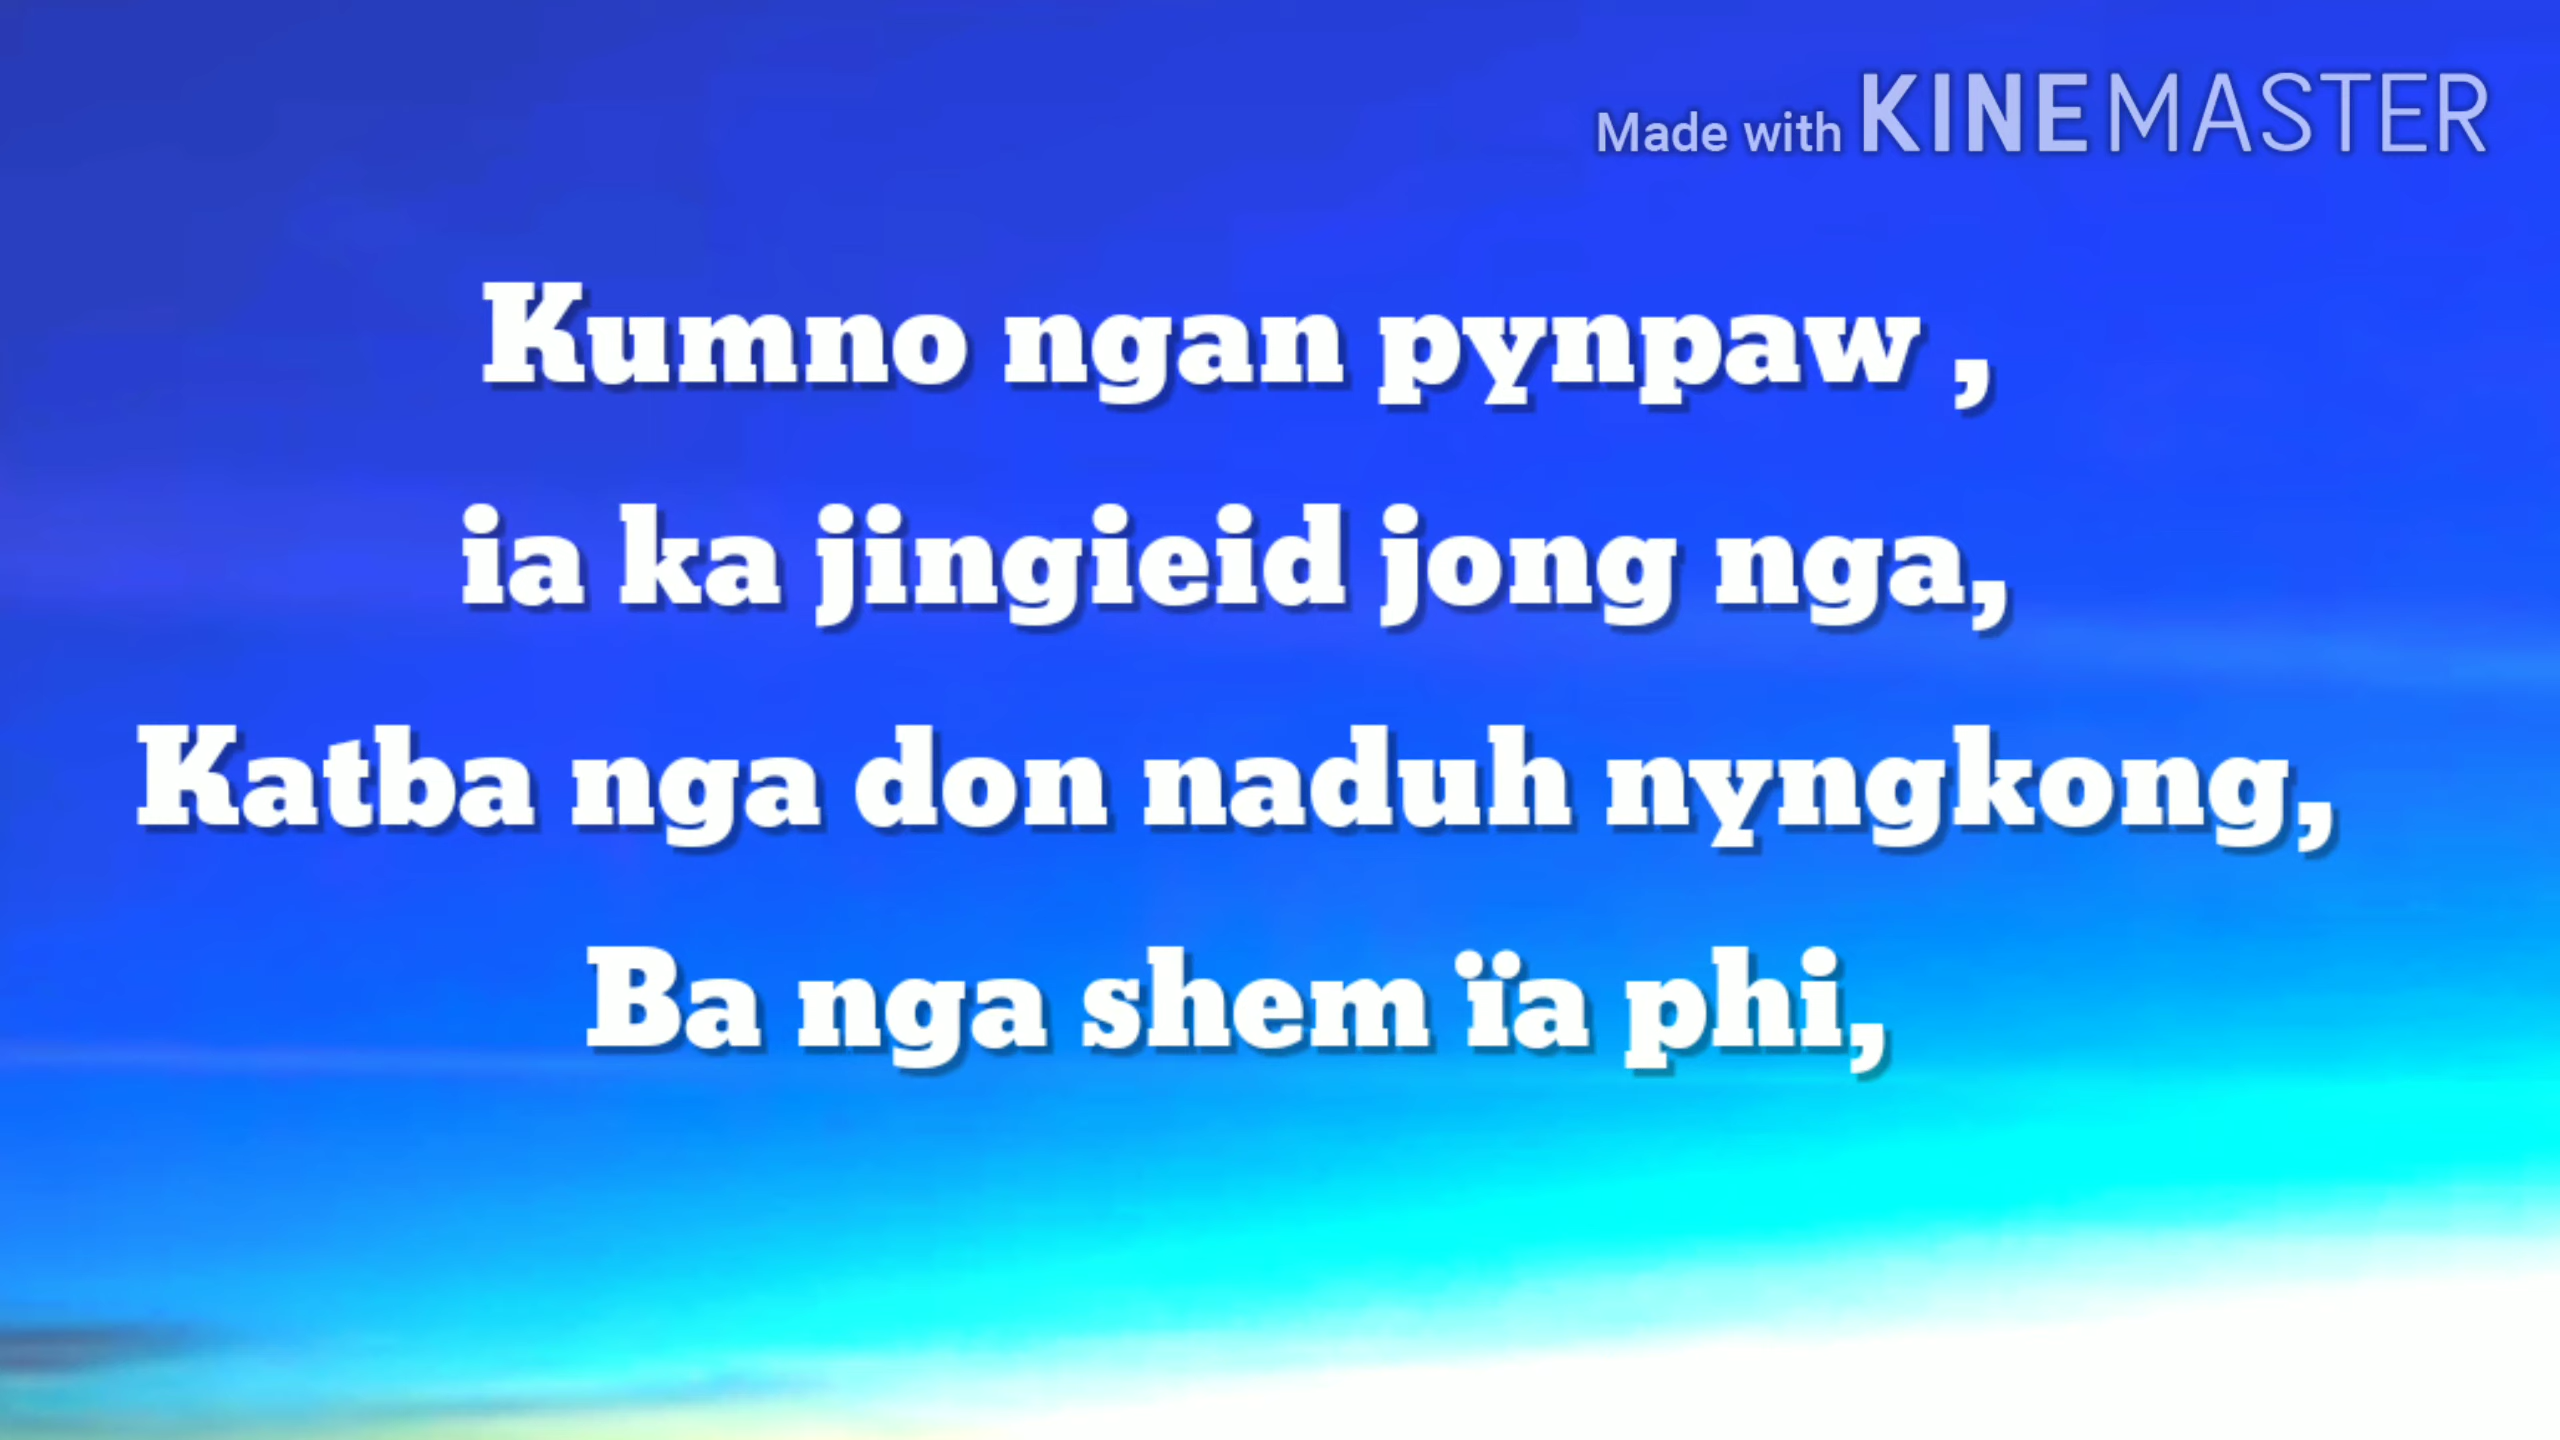 Made with KINEMASTER
Kumno ngan pynpaw ,
ia ka jingieid jong nga,
Katba nga don naduh nyngkong,
Ba nga shem ïa phi,